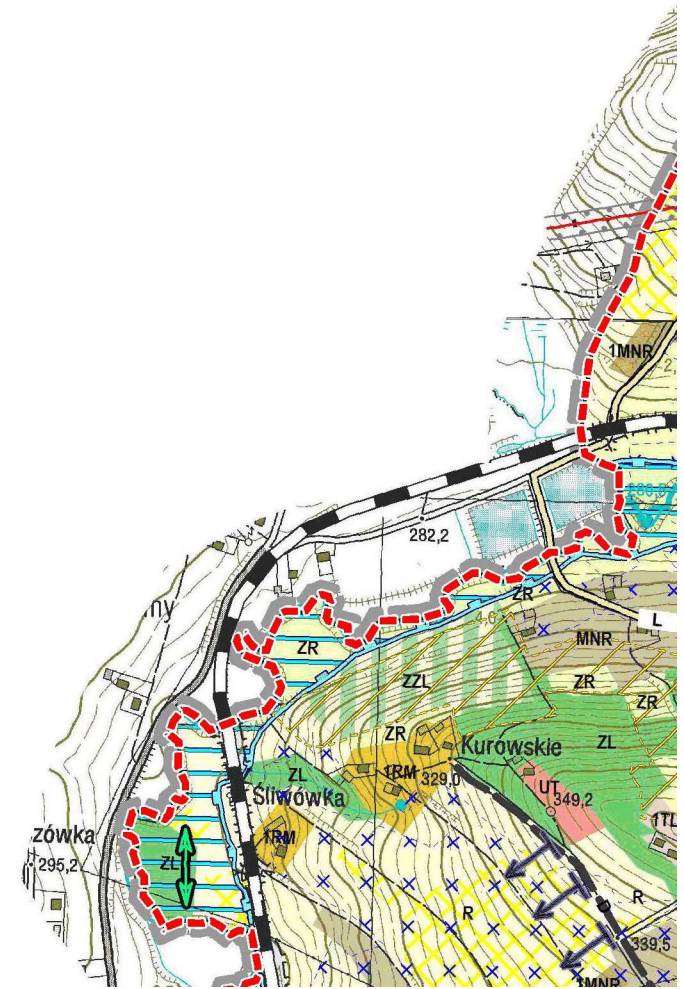 1MNR
282,2
ZR
L
MNR
ZR
ZZL
ZR
ZR
ZR
ZL
Kurowskie
1RM
329,0
ZL
UT
349,2
Śliwówka
1TL
zówka
1RM
295,2
ZL
R
R
339,5
1MNR